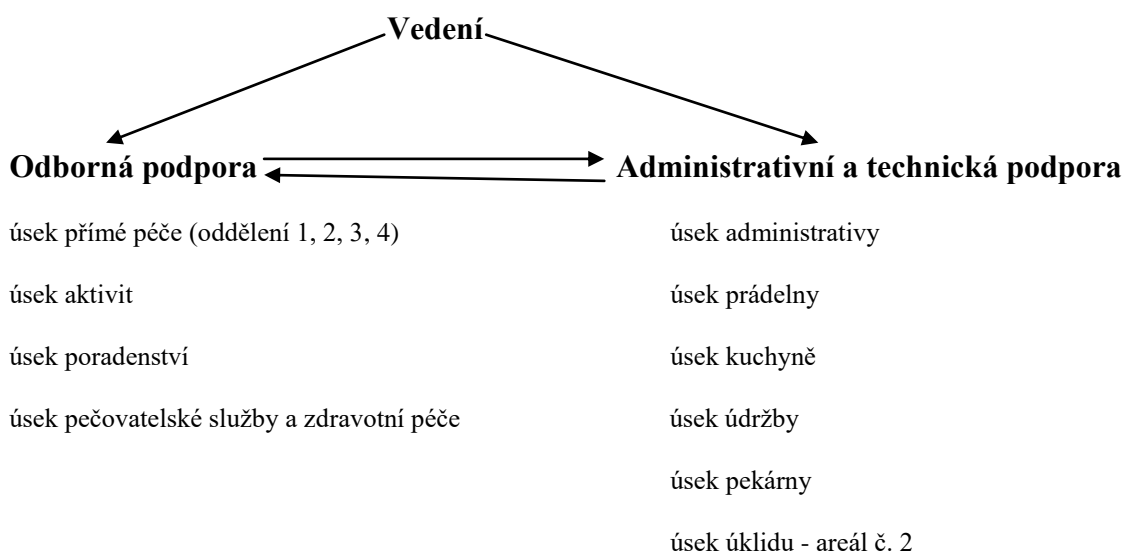 Vedení
Odborná podpora
Administrativní a technická podpora
úsek přímé péče (oddělení 1, 2, 3, 4)
úsek aktivit
úsek poradenství
úsek pečovatelské služby a zdravotní péče
úsek administrativy
úsek prádelny
úsek kuchyně
úsek údržby
úsek pekárny
úsek úklidu - areál č. 2